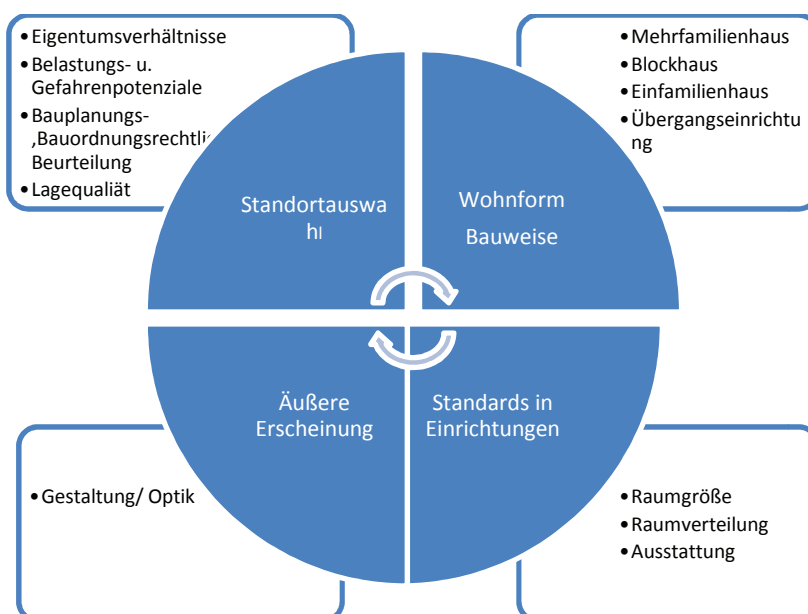 •Eigentumsverhältnisse
•Belastungs- u.
Gefahrenpotenziale
•Bauplanungs-
,Bauordnungsrechtli
Beurteilung
•Lagequaliät
•Mehrfamilienhaus
•Blockhaus
•Einfamilienhaus
•Übergangseinrichtu
ng
Standortauswa
hl
Wohnform
Bauweise
Äußere
Erscheinung
Standards in
Einrichtungen
•Gestaltung/ Optik
•Raumgröße
•Raumverteilung
•Ausstattung